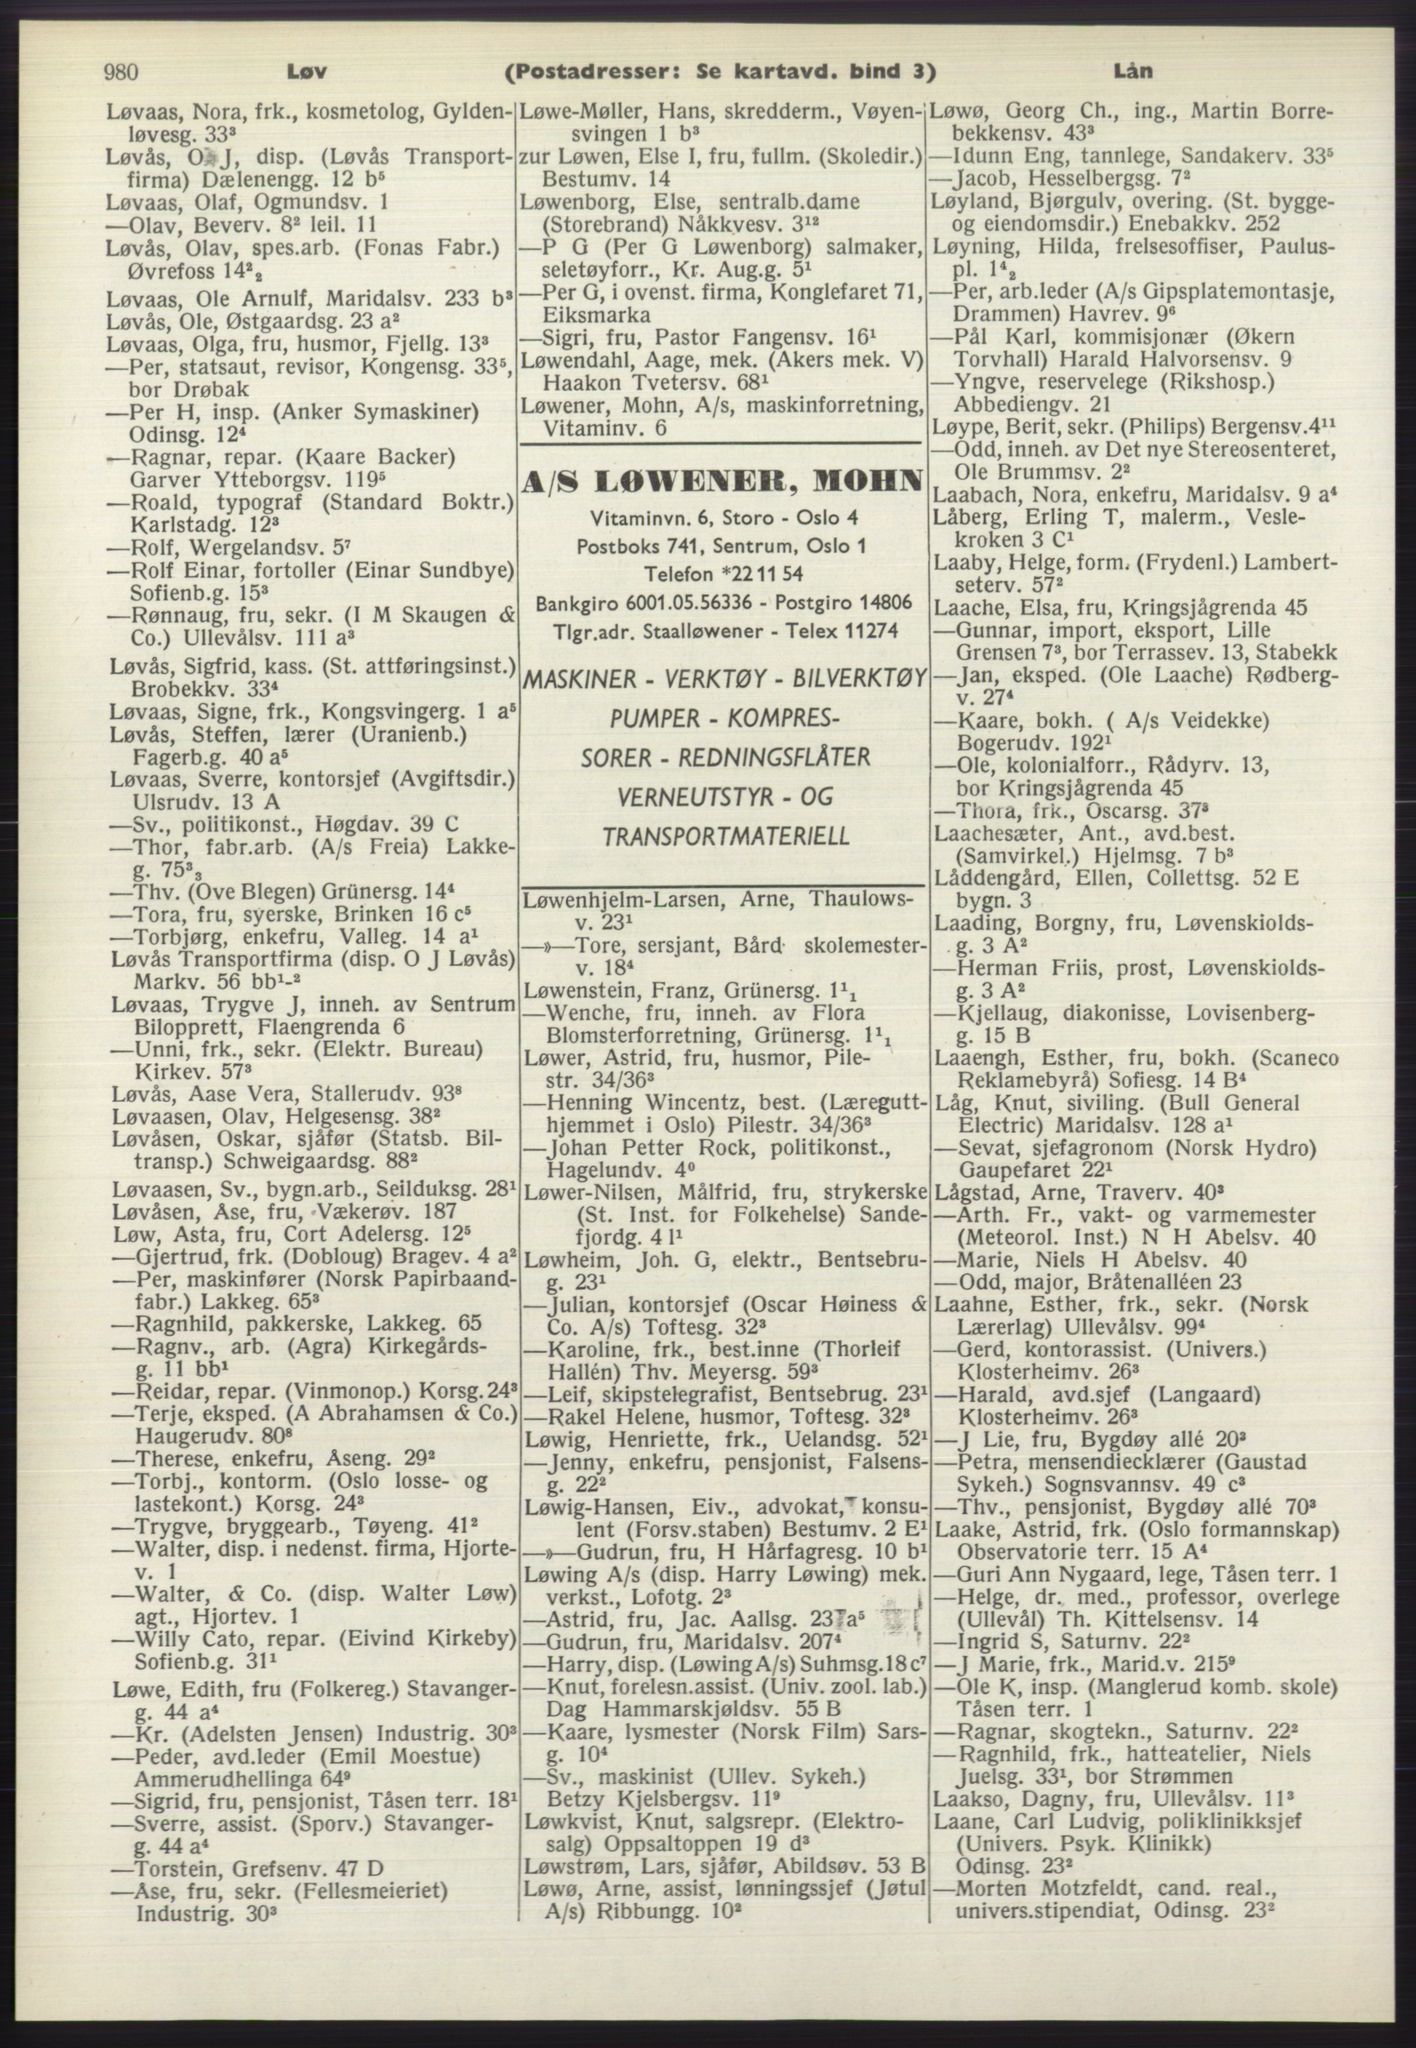 980
Løv
(Postadresser: Se kartavd. bind 3)
Lån
Løvaas, Nora, frk., kosmetolog, Gylden-
løvesg. 33³
Løvås, O J, disp. (Løvås Transport-
firma) Dælenengg. 12 b⁵
Løvaas, Olaf, Ogmundsv. 1
—Olav, Beverv. 8² leil. 11
Løvås, Olav, spes.arb. (Fonas Fabr.)
Øvrefoss 14²₂
Løvaas, Ole Arnulf, Maridalsv. 233 b³
Løvås, Ole, Østgaardsg. 23 a²
Løvaas, Olga, fru, husmor, Fjellg. 13³
—Per, statsaut, revisor, Kongensg. 33⁵,
bor Drøbak
—Per H, insp. (Anker Symaskiner)
Odinsg. 12⁴
—Ragnar, repar. (Kaare Backer)
Garver Ytteborgsv. 119⁵
—Roald, typograf (Standard Boktr.)
Karlstadg. 12³
—Rolf, Wergelandsv. 5⁷
—Rolf Einar, fortoller (Einar Sundbye)
Sofienb.g. 15³
—Rønnaug, fru, sekr. (I M Skaugen &
Co.) Ullevålsv. 111 a³
Løvås, Sigfrid, kass. (St. attføringsinst.)
Brobekkv. 33⁴
Løvaas, Signe, frk., Kongsvingerg. 1 a⁵
Løvås, Steffen, lærer (Uranienb.)
Fagerb.g. 40 a⁵
Løvaas, Sverre, kontorsjef (Avgiftsdir.)
Ulsrudv. 13 A
—Sv., politikonst., Høgdav. 39 C
—Thor, fabr.arb. (A/s Freia) Lakke-
g. 75³₃
—Thv. (Ove Blegen) Grünersg. 14⁴
—Tora, fru, syerske, Brinken 16 c⁵
—Torbjørg, enkefru, Valleg. 14 a¹
Løvås Transportfirma (disp. O J Løvås)
Markv. 56 bb¹-²
Løvaas, Trygve J, inneh. av Sentrum
Bilopprett, Flaengrenda 6
—Unni, frk., sekr. (Elektr. Bureau)
Kirkev. 57³
Løvås, Aase Vera, Stallerudv. 93⁸
Løvaasen, Olav, Helgesensg. 38²
Løvåsen, Oskar, sjåfør (Statsb. Bil-
transp.) Schweigaardsg. 88²
Løvaasen, Sv., bygn.arb., Seilduksg. 28¹
Løvåsen, Åse, fru, Vækerøv. 187
Løw, Asta, fru, Cort Adelersg. 12⁵
—Gjertrud, frk. (Dobloug) Bragev. 4 a²
—Per, maskinfører (Norsk Papirbaand-
fabr.) Lakkeg. 65³
—Ragnhild, pakkerske, Lakkeg. 65
—Ragnv., arb. (Agra) Kirkegårds-
g. 11 bb¹
—Reidar, repar. (Vinmonop.) Korsg. 24³
—Terje, eksped. (A Abrahamsen & Co.)
Haugerudv. 80⁸
—Therese, enkefru, Åseng. 29²
—Torbj., kontorm. (Oslo losse- og
lastekont.) Korsg. 24³
—Trygve, bryggearb., Tøyeng. 41²
—Walter, disp. i nedenst. firma, Hjorte-
v. 1
—Walter, & Co. (disp. Walter Løw)
agt., Hjortev. 1
—Willy Cato, repar. (Eivind Kirkeby)
Sofienb.g. 31¹
Løwe, Edith, fru (Folkereg.) Stavanger-
g. 44 a⁴
—Kr. (Adelsten Jensen) Industrig. 30³
—Peder, avd.leder (Emil Moestue)
Ammerudhellinga 64⁹
—Sigrid, fru, pensjonist, Tåsen terr. 18¹
—Sverre, assist. (Sporv.) Stavanger-
g. 44 a⁴
—Torstein, Grefsenv. 47 D
—Åse, fru, sekr. (Fellesmeieriet)
Industrig. 30³
Løwe-Møller, Hans, skredderm., Vøyen-
svingen 1 b³
zur Løwen, Else I, fru, fullm. (Skoledir.)
Bestumv. 14
Løwenborg, Else, sentralb.dame
(Storebrand) Nåkkvesv. 3¹²
—P G (Per G Løwenborg) salmaker,
seletøyforr., Kr. Aug.g. 5¹
—Per G, i ovenst. firma, Konglefaret 71,
Eiksmarka
—Sigri, fru, Pastor Fangensv. 16¹
Løwendahl, Aage, mek. (Akers mek. V)
Haakon Tvetersv. 68¹
Løwener, Mohn, A/s, maskinforretning,
Vitaminv. 6
A/S LØWENER, MOHN
Vitaminvn. 6, Storo - Oslo 4
Postboks 741, Sentrum, Oslo 1
Telefon *22 11 54
Bankgiro 6001.05.56336 - Postgiro 14806
Tlgr.adr. Staalløwener - Telex 11274
MASKINER - VERKTØY - BILVERKTØY
PUMPER - KOMPRES-
SORER - REDNINGSFLÅTER
VERNEUTSTYR - OG
TRANSPORTMATERIELL
Løwenhjelm-Larsen, Arne, Thaulows-
v. 23¹
—»—Tore, sersjant, Bård skolemester-
v. 18⁴
Løwenstein, Franz, Grünersg. 1¹₁
—Wenche, fru, inneh. av Flora
Blomsterforretning, Grünersg. 1¹₁
Løwer, Astrid, fru, husmor, Pile-
str. 34/36³
—Henning Wincentz, best. (Læregutt-
hjemmet i Oslo) Pilestr. 34/36³
—Johan Petter Rock, politikonst.,
Hagelundv. 4⁰
Løwer-Nilsen, Målfrid, fru, strykerske
(St. Inst. for Folkehelse) Sande-
fjordg. 4 l¹
Løwheim, Joh. G, elektr., Bentsebru-
g. 23¹
—Julian, kontorsjef (Oscar Høiness &
Co. A/s) Toftesg. 32³
—Karoline, frk., best.inne (Thorleif
Hallén) Thv. Meyersg. 59³
—Leif, skipstelegrafist, Bentsebrug. 23¹
—Rakel Helene, husmor, Toftesg. 32³
Løwig, Henriette, frk., Uelandsg. 52¹
—Jenny, enkefru, pensjonist, Falsens-
g. 22²
Løwig-Hansen, Eiv., advokat, konsu-
lent (Forsv.staben) Bestumv. 2 E¹
—»—Gudrun, fru, H Hårfagresg. 10 b¹
Løwing A/s (disp. Harry Løwing) mek.
verkst., Lofotg. 2³
—Astrid, fru, Jac. Aallsg. 23 a⁵
—Gudrun, fru, Maridalsv. 207⁴
—Harry, disp. (Løwing A/s) Suhmsg. 18 c⁷
—Knut, forelesn.assist. (Univ. zool. lab.)
Dag Hammarskjøldsv. 55 B
—Kaare, lysmester (Norsk Film) Sars-
g. 10⁴
—Sv., maskinist (Ullev. Sykeh.)
Betzy Kjelsbergsv. 11⁹
Løwkvist, Knut, salgsrepr. (Elektro-
salg) Oppsaltoppen 19 d³
Løwstrøm, Lars, sjåfør, Abildsøv. 53 B
Løwø, Arne, assist, lønningssjef (Jøtul
A/s) Ribbungg. 10²
Løwø, Georg Ch., ing., Martin Borre-
bekkensv. 43³
—Idunn Eng, tannlege, Sandakerv. 33⁵
—Jacob, Hesselbergsg. 7²
Løyland, Bjørgulv, overing. (St. bygge-
og eiendomsdir.) Enebakkv. 252
Løyning, Hilda, frelsesoffiser, Paulus-
pl. 1⁴₂
—Per, arb.leder (A/s Gipsplatemontasje,
Drammen) Havrev. 9⁶
—Pål Karl, kommisjonær (Økern
Torvhall) Harald Halvorsensv. 9
—Yngve, reservelege (Rikshosp.)
Abbediengv. 21
Løype, Berit, sekr. (Philips) Bergensv. 4¹¹
—Odd, inneh. av Det nye Stereosenteret,
Ole Brummsv. 2²
Laabach, Nora, enkefru, Maridalsv. 9 a⁴
Låberg, Erling T, malerm., Vesle-
kroken 3 C¹
Laaby, Helge, form. (Frydenl.) Lambert-
seterv. 57²
Laache, Elsa, fru, Kringsjågrenda 45
—Gunnar, import, eksport, Lille
Grensen 7³, bor Terrassev. 13, Stabekk
—Jan, eksped. (Ole Laache) Rødberg-
v. 27⁴
—Kaare, bokh. ( A/s Veidekke)
Bogerudv. 192¹
—Ole, kolonialforr., Rådyrv. 13,
bor Kringsjågrenda 45
—Thora, frk., Oscarsg. 37³
Laachesæter, Ant., avd.best.
(Samvirkel.) Hjelmsg. 7 b³
Låddengård, Ellen, Collettsg. 52 E
bygn. 3
Laading, Borgny, fru, Løvenskiolds-
g. 3 A²
—Herman Friis, prost, Løvenskiolds-
g. 3 A²
—Kjellaug, diakonisse, Lovisenberg-
g. 15 B
Laaengh, Esther, fru, bokh. (Scaneco
Reklamebyrå) Sofiesg. 14 B⁴
Låg, Knut, siviling. (Bull General
Electric) Maridalsv. 128 a¹
—Sevat, sjefagronom (Norsk Hydro)
Gaupefaret 22¹
Lågstad, Arne, Traverv. 40³
—Arth. Fr., vakt- og varmemester
(Meteorol. Inst.) N H Abelsv. 40
—Marie, Niels H Abelsv. 40
—Odd, major, Bråtenalléen 23
Laahne, Esther, frk., sekr. (Norsk
Lærerlag) Ullevålsv. 99⁴
—Gerd, kontorassist. (Univers.)
Klosterheimv. 26³
—Harald, avd.sjef (Langaard)
Klosterheimv. 26³
—J Lie, fru, Bygdøy allé 20³
—Petra, mensendiecklærer (Gaustad
Sykeh.) Sognsvannsv. 49 c³
—Thv., pensjonist, Bygdøy allé 70³
Laake, Astrid, frk. (Oslo formannskap)
Observatorie terr. 15 A⁴
—Guri Ann Nygaard, lege, Tåsen terr. 1
—Helge, dr. med., professor, overlege
(Ullevål) Th. Kittelsensv. 14
—Ingrid S, Saturnv. 22²
—J Marie, frk., Marid.v. 215⁹
—Ole K, insp. (Manglerud komb. skole)
Tåsen terr. 1
—Ragnar, skogtekn., Saturnv. 22²
—Ragnhild, frk., hatteatelier, Niels
Juelsg. 33¹, bor Strømmen
Laakso, Dagny, fru, Ullevålsv. 11³
Laane, Carl Ludvig, poliklinikksjef
(Univers. Psyk. Klinikk)
Odinsg. 23²
—Morten Motzfeldt, cand. real.,
univers.stipendiat, Odinsg. 23²